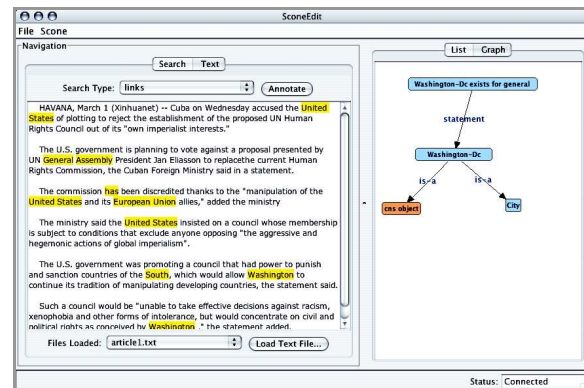 SconeEdit
File Scone
Navigation
Search Text
Search Type: links Annotate
HAVANA, March 1 (Xinhuanet) -- Cuba on Wednesday accused the United
States of plotting to reject the establishment of the proposed UN Human
Rights Council out of its "own imperialist interests."
The U.S. government is planning to vote against a proposal presented by
UN General Assembly President Jan Eliasson to replacethe current Human
Rights Commission, the Cuban Foreign Ministry said in a statement.
The commission has been discredited thanks to the "manipulation of the
United States and its European Union allies," added the ministry
The ministry said the United States insisted on a council whose membership
is subject to conditions that exclude anyone opposing "the aggressive and
hegemonic actions of global imperialism".
The U.S. government was promoting a council that had power to punish
and sanction countries of the South, which would allow Washington to
continue its tradition of manipulating developing countries, the statement said.
Such a council would be "unable to take effective decisions against racism,
xenophobia and other forms of intolerance, but would concentrate on civil and
political rights as conceived by Washington ," the statement added.
Files Loaded: article1.txt Load Text File...
List Graph
Washington-Dc exists for general
statement
Washington-Dc
is-a is-a
cns object City
Status: Connected